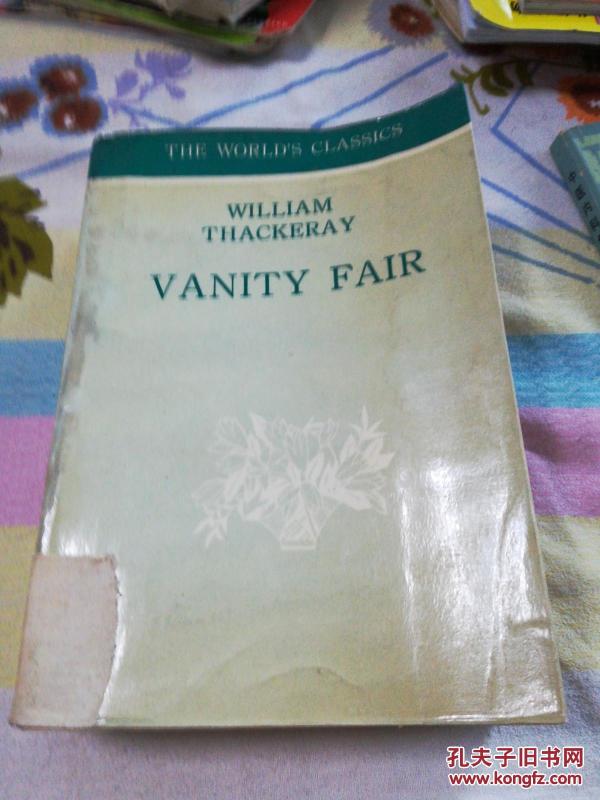 THE WORLD'S CLASSICS
WILLIAM
THACKERAY
VANITY FAIR
孔夫子旧书网
www.kongfz.com